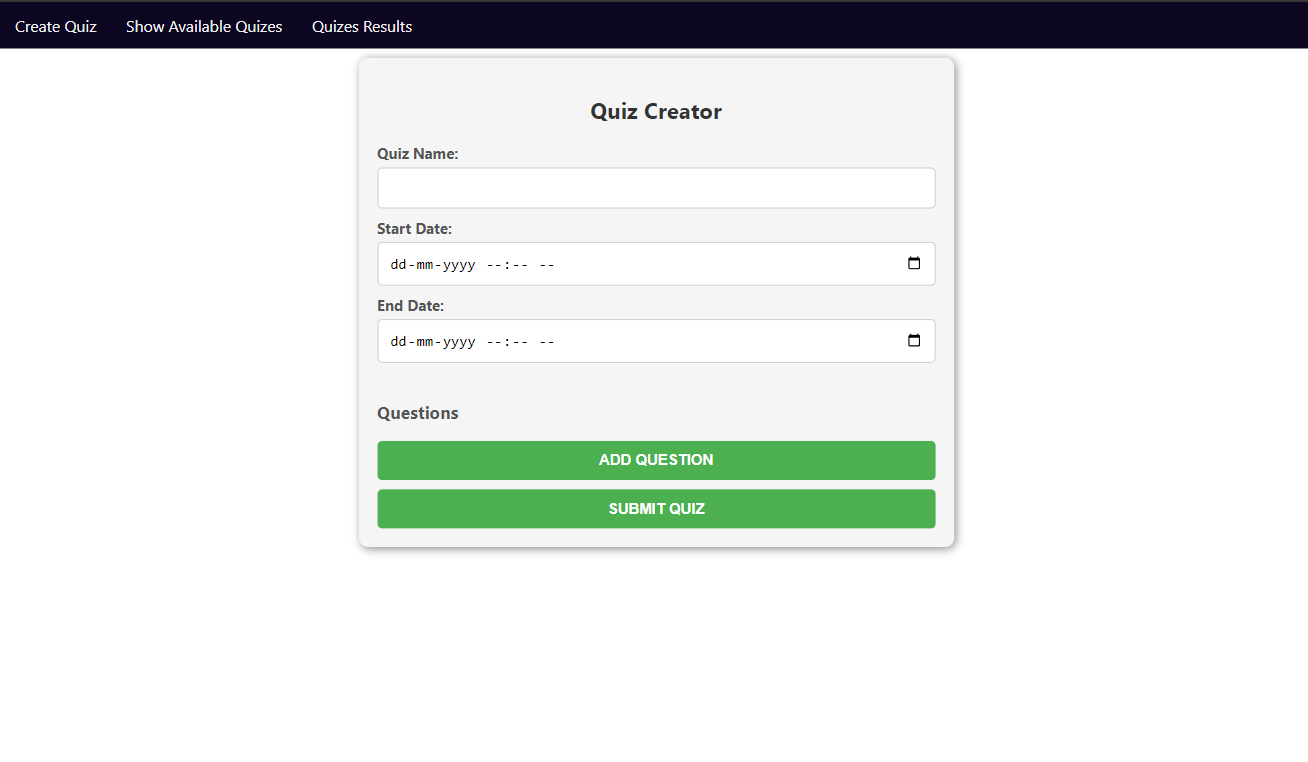 Create Quiz Show Available Quizes Quizes Results
Quiz Creator
Quiz Name:
Start Date:
dd-mm-yyyy --:-- --
End Date:
dd-mm-yyyy --:-- --
Questions
ADD QUESTION
SUBMIT QUIZ